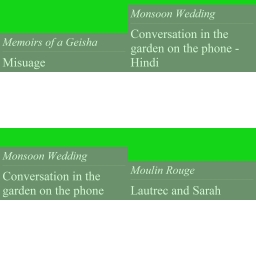 Memoirs of a Geisha
Misuage
Monsoon Wedding
Conversation in the
garden on the phone -
Hindi
Monsoon Wedding
Conversation in the
garden on the phone
Moulin Rouge
Lautrec and Sarah